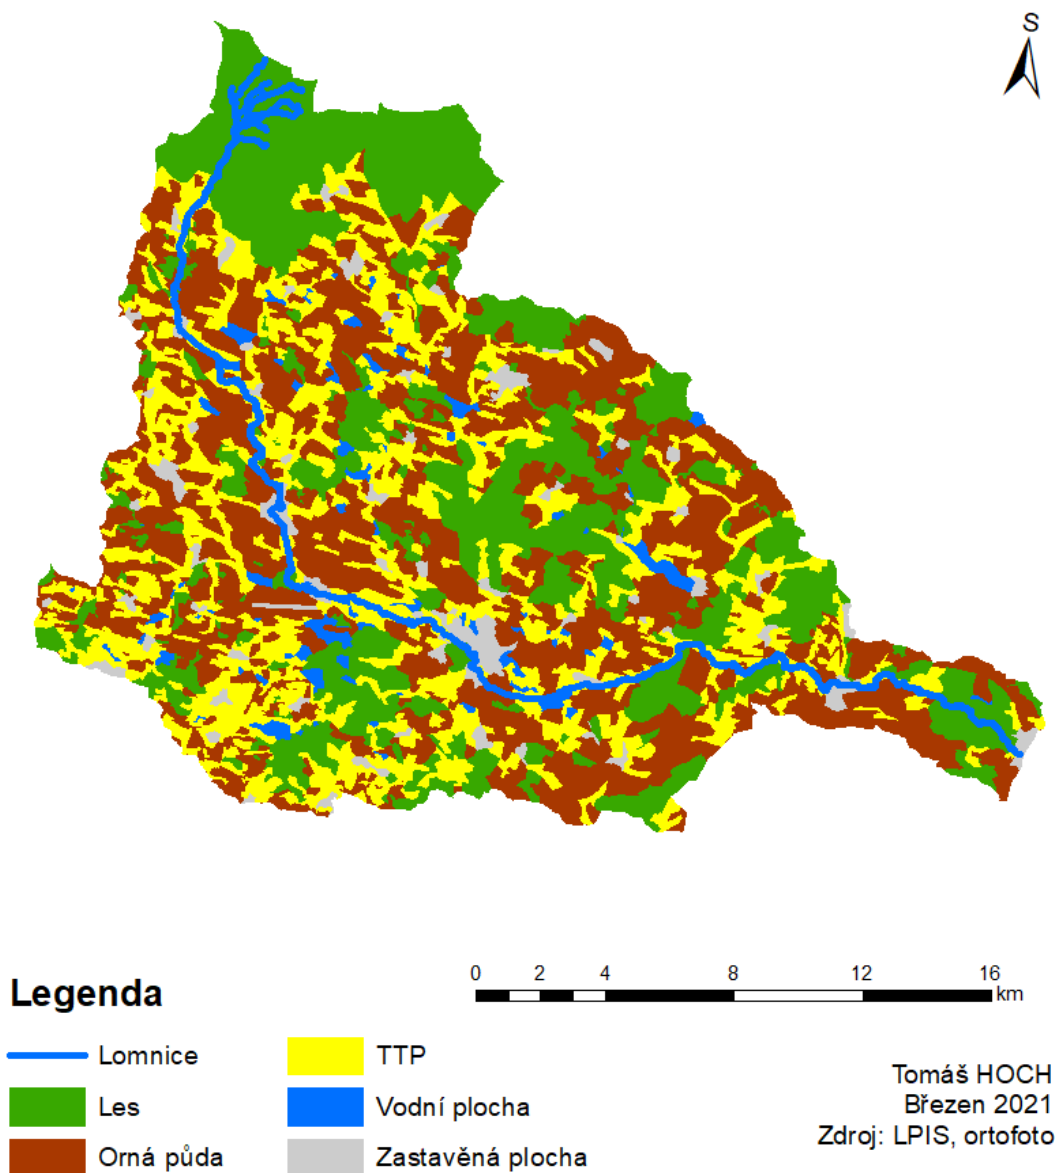 S
0 2 4 8 12 16
km
Legenda
Lomnice
TTP
Les
Vodní plocha
Orná půda
Zastavěná plocha
Tomáš HOCH
Březen 2021
Zdroj: LPIS, ortofoto